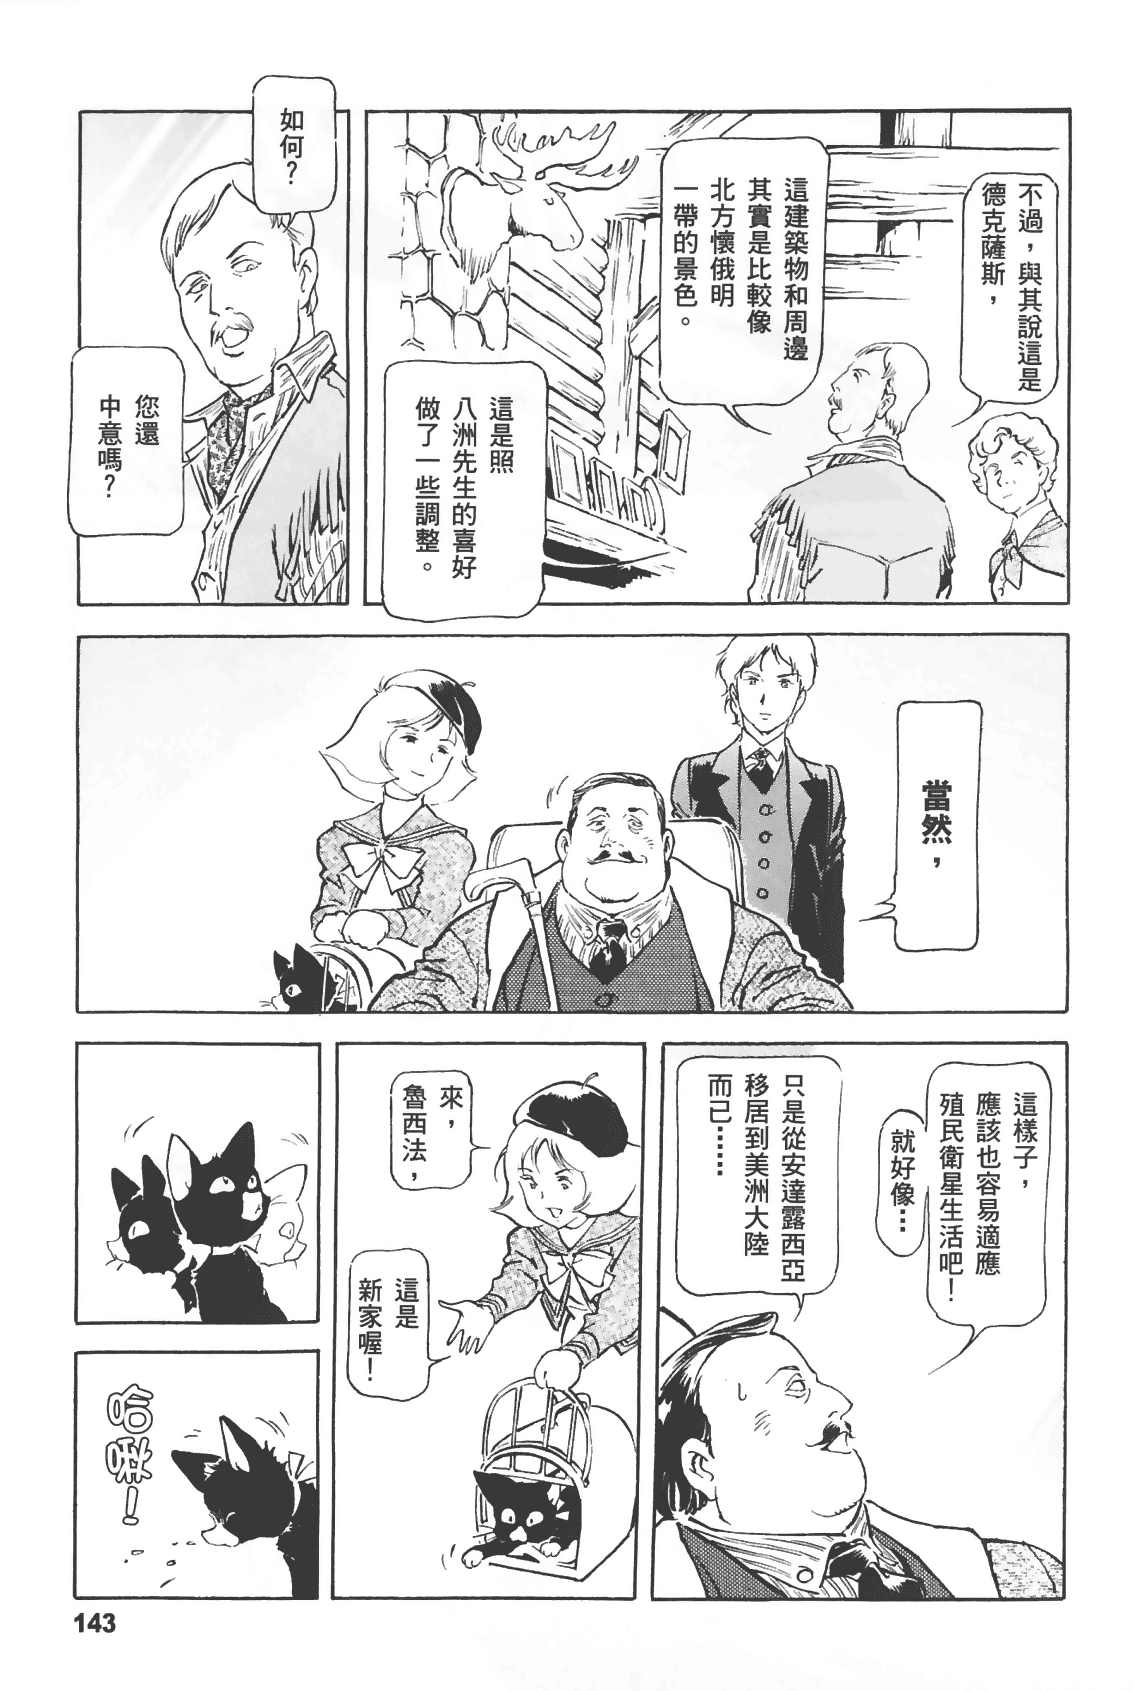 不過，與其說這是
德克薩斯，
這建築物和周邊
其實是比較像
北方懷俄明
一帶的景色。
這是照
八洲先生的喜好
做了一些調整。
如何？
您還
中意嗎？
當然，
這樣子，
應該也容易適應
殖民衛星生活吧！
就好像…
只是從安達露西亞
移居到美洲大陸
而已……
來，
魯西法，
這是
新家喔！
哈啾！
143